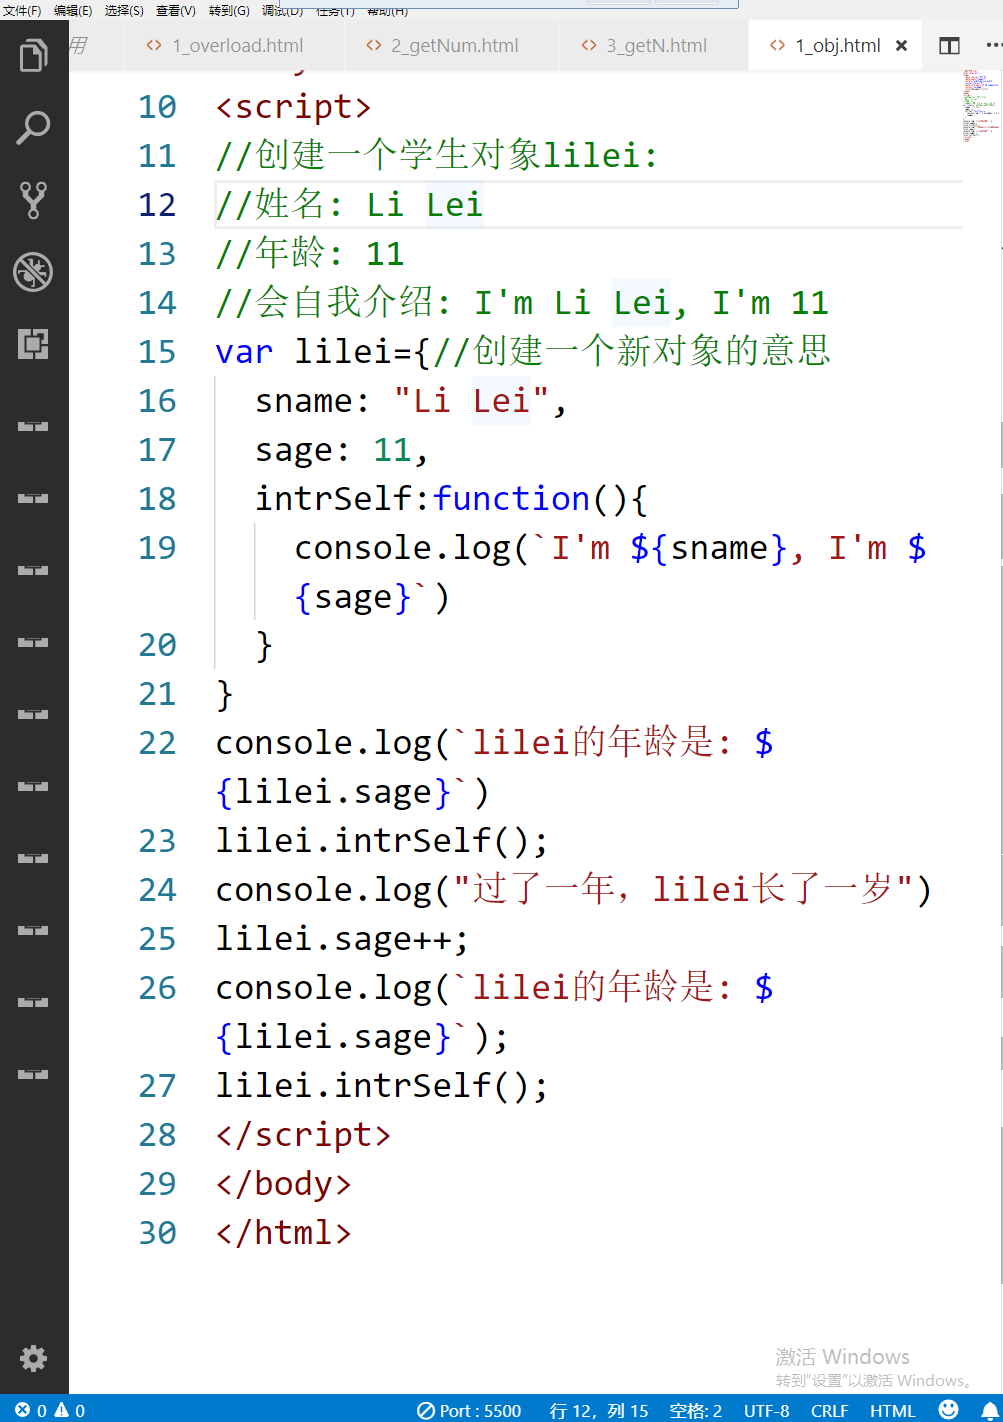 文件(F) 编辑(E) 选择(S) 查看(V) 转到(G) 调试(D) 任务(T) 帮助(H)
用 <> 1_overload.html <> 2_getNum.html <> 3_getN.html <> 1_obj.html
10 <script>
11 //创建一个学生对象lilei:
12 //姓名: Li Lei
13 //年龄: 11
14 //会自我介绍: I'm Li Lei, I'm 11
15 var lilei={//创建一个新对象的意思
16 sname: "Li Lei",
17 sage: 11,
18 intrSelf:function(){
19 console.log(`I'm ${sname}, I'm $
{sage}`)
20 }
21 }
22 console.log(`lilei的年龄是: $
{lilei.sage}`)
23 lilei.intrSelf();
24 console.log("过了一年，lilei长了一岁")
25 lilei.sage++;
26 console.log(`lilei的年龄是: $
{lilei.sage}`);
27 lilei.intrSelf();
28 </script>
29 </body>
30 </html>
激活 Windows
转到"设置"以激活 Windows。
0 0 Port : 5500 行 12，列 15 空格: 2 UTF-8 CRLF HTML